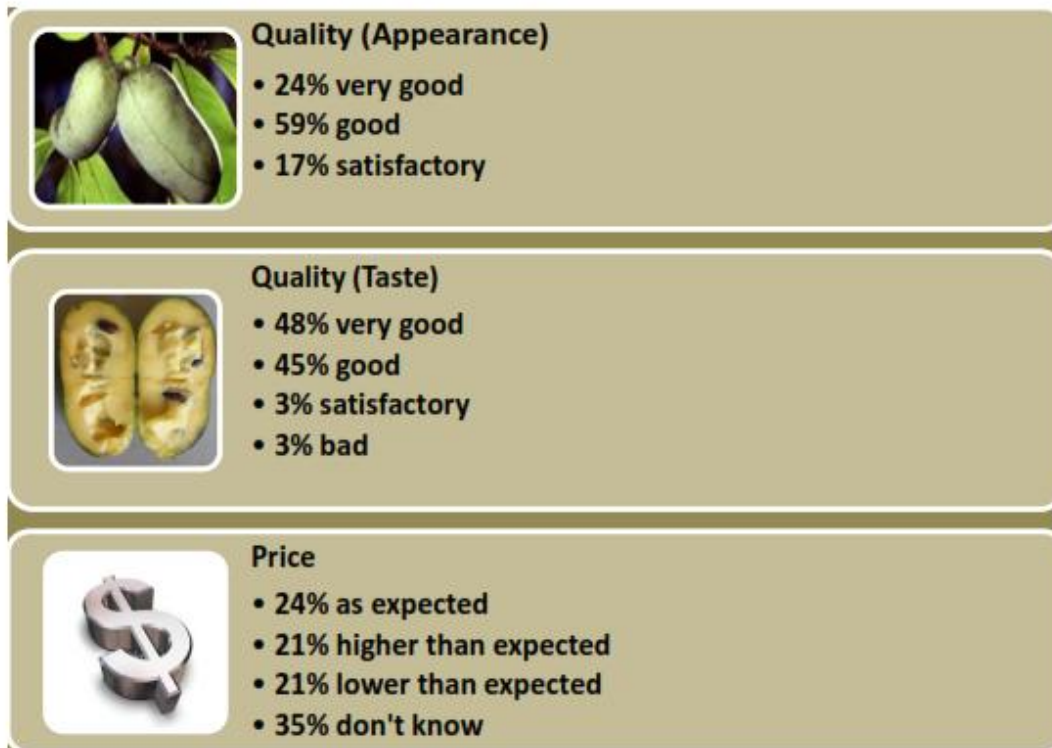 Quality (Appearance)
• 24% very good
• 59% good
• 17% satisfactory
Quality (Taste)
• 48% very good
• 45% good
• 3% satisfactory
• 3% bad
Price
• 24% as expected
• 21% higher than expected
• 21% lower than expected
• 35% don't know